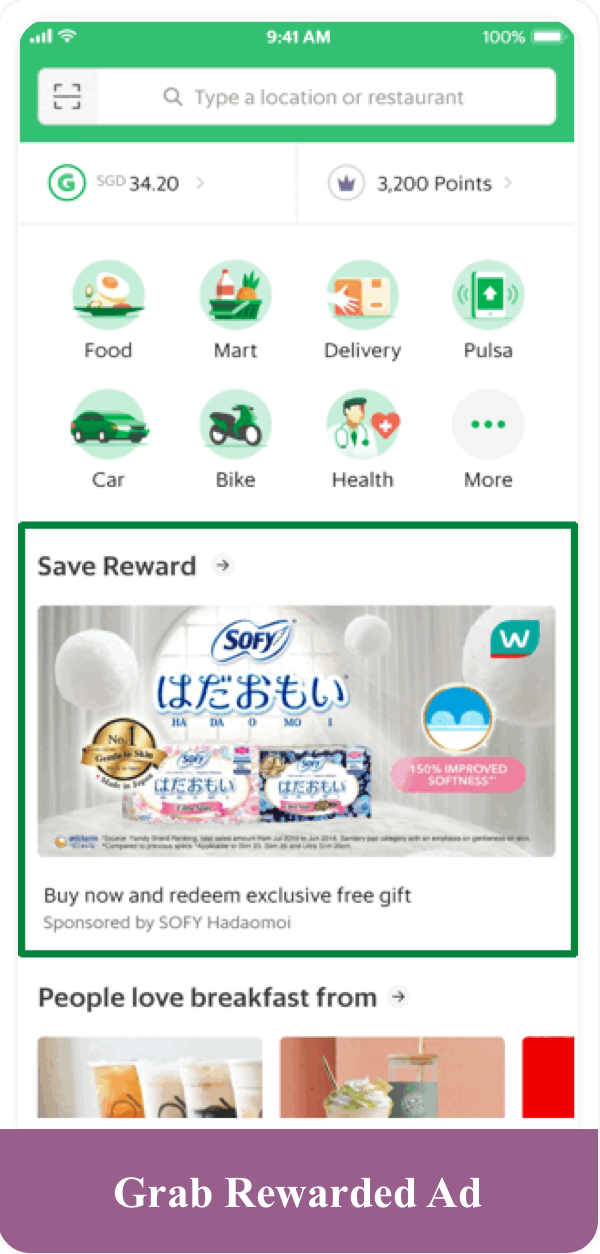 9:41 AM
100%
Type a location or restaurant
G
SGD 34.20
3,200 Points
Food
Mart
Delivery
Pulsa
Car
Bike
Health
More
Save Reward
SOFY
W
はだおもい
HA DA O MO I
No.1
Gentle to Skin
Made in Japan
Sofy
はだおもい
Sofy
はだおもい
150% IMPROVED
SOFTNESS
Buy now and redeem exclusive free gift
Sponsored by SOFY Hadaomoi
People love breakfast from
Grab Rewarded Ad